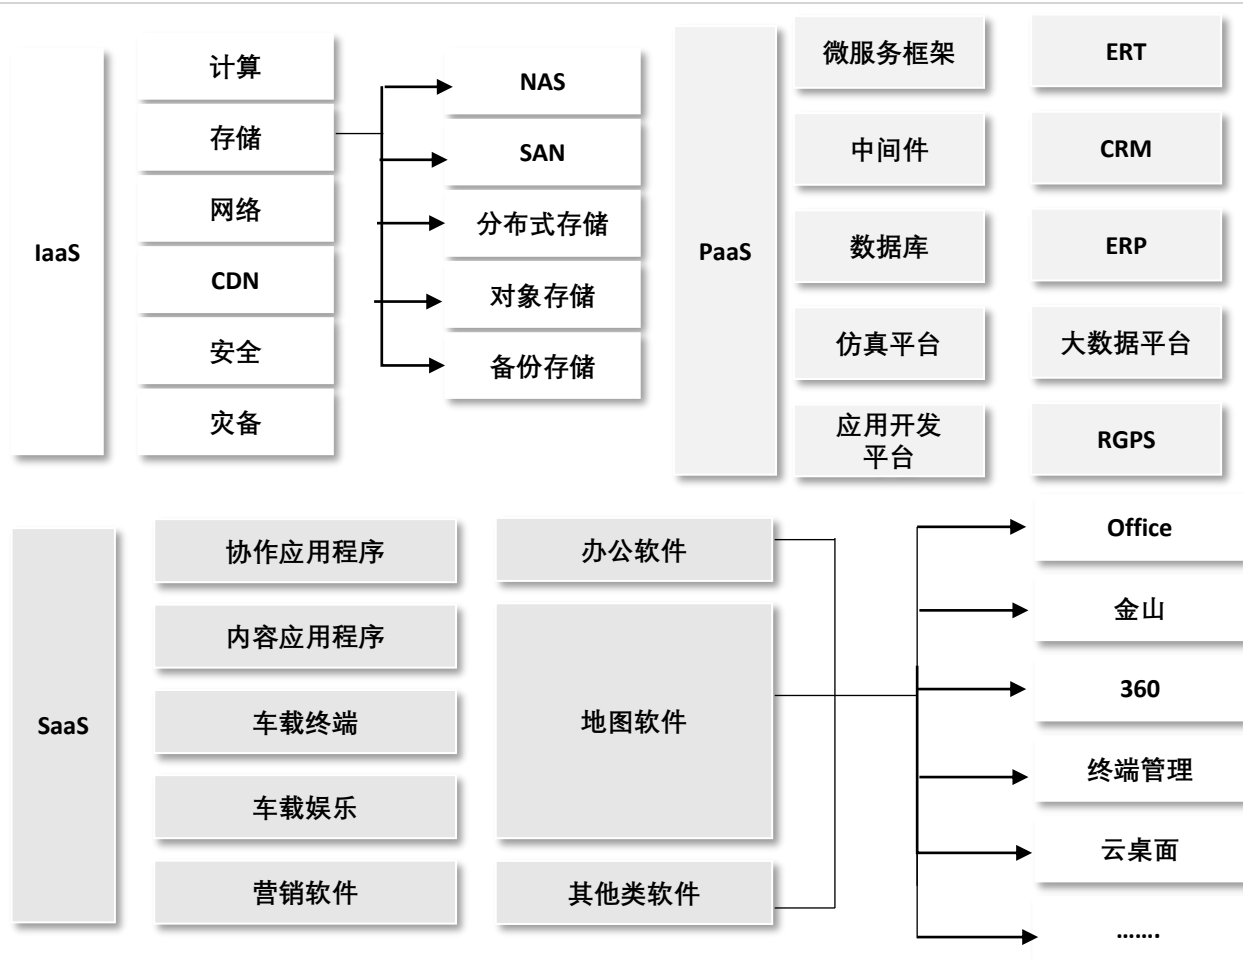 IaaS
计算
存储
网络
CDN
安全
灾备
NAS
SAN
分布式存储
对象存储
备份存储
PaaS
微服务框架
中间件
数据库
仿真平台
应用开发
平台
ERT
CRM
ERP
大数据平台
RGPS
SaaS
协作应用程序
内容应用程序
车载终端
车载娱乐
营销软件
办公软件
地图软件
其他类软件
Office
金山
360
终端管理
云桌面
.......